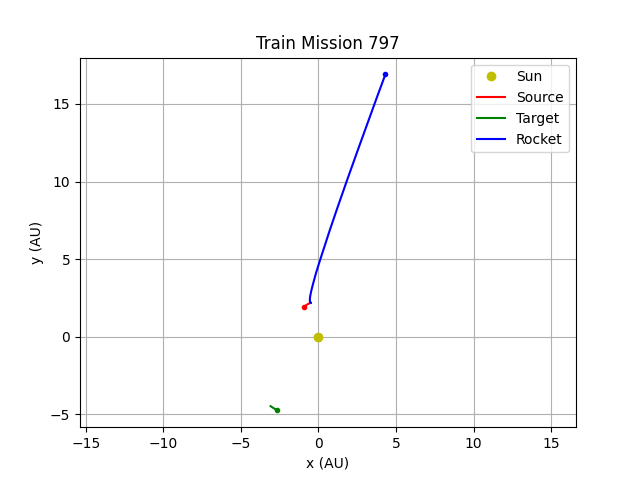 Train Mission 797
Sun
Source
Target
Rocket
y (AU)
15
10
5
0
−5
−15
−10
−5
0
5
10
15
x (AU)